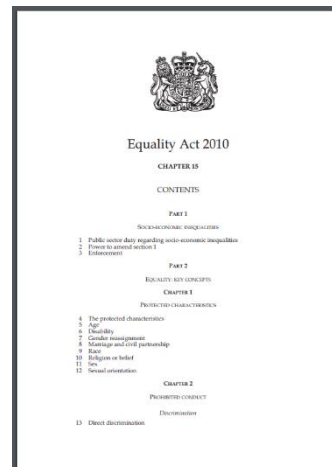 Equality Act 2010
CHAPTER 15
CONTENTS
PART 1
SOCIO-ECONOMIC INEQUALITIES
1 Public sector duty regarding socio-economic inequalities
2 Power to amend section 1
3 Enforcement
PART 2
EQUALITY: KEY CONCEPTS
CHAPTER 1
PROTECTED CHARACTERISTICS
4 The protected characteristics
5 Age
6 Disability
7 Gender reassignment
8 Marriage and civil partnership
9 Race
10 Religion or belief
11 Sex
12 Sexual orientation
CHAPTER 2
PROHIBITED CONDUCT
Discrimination
13 Direct discrimination